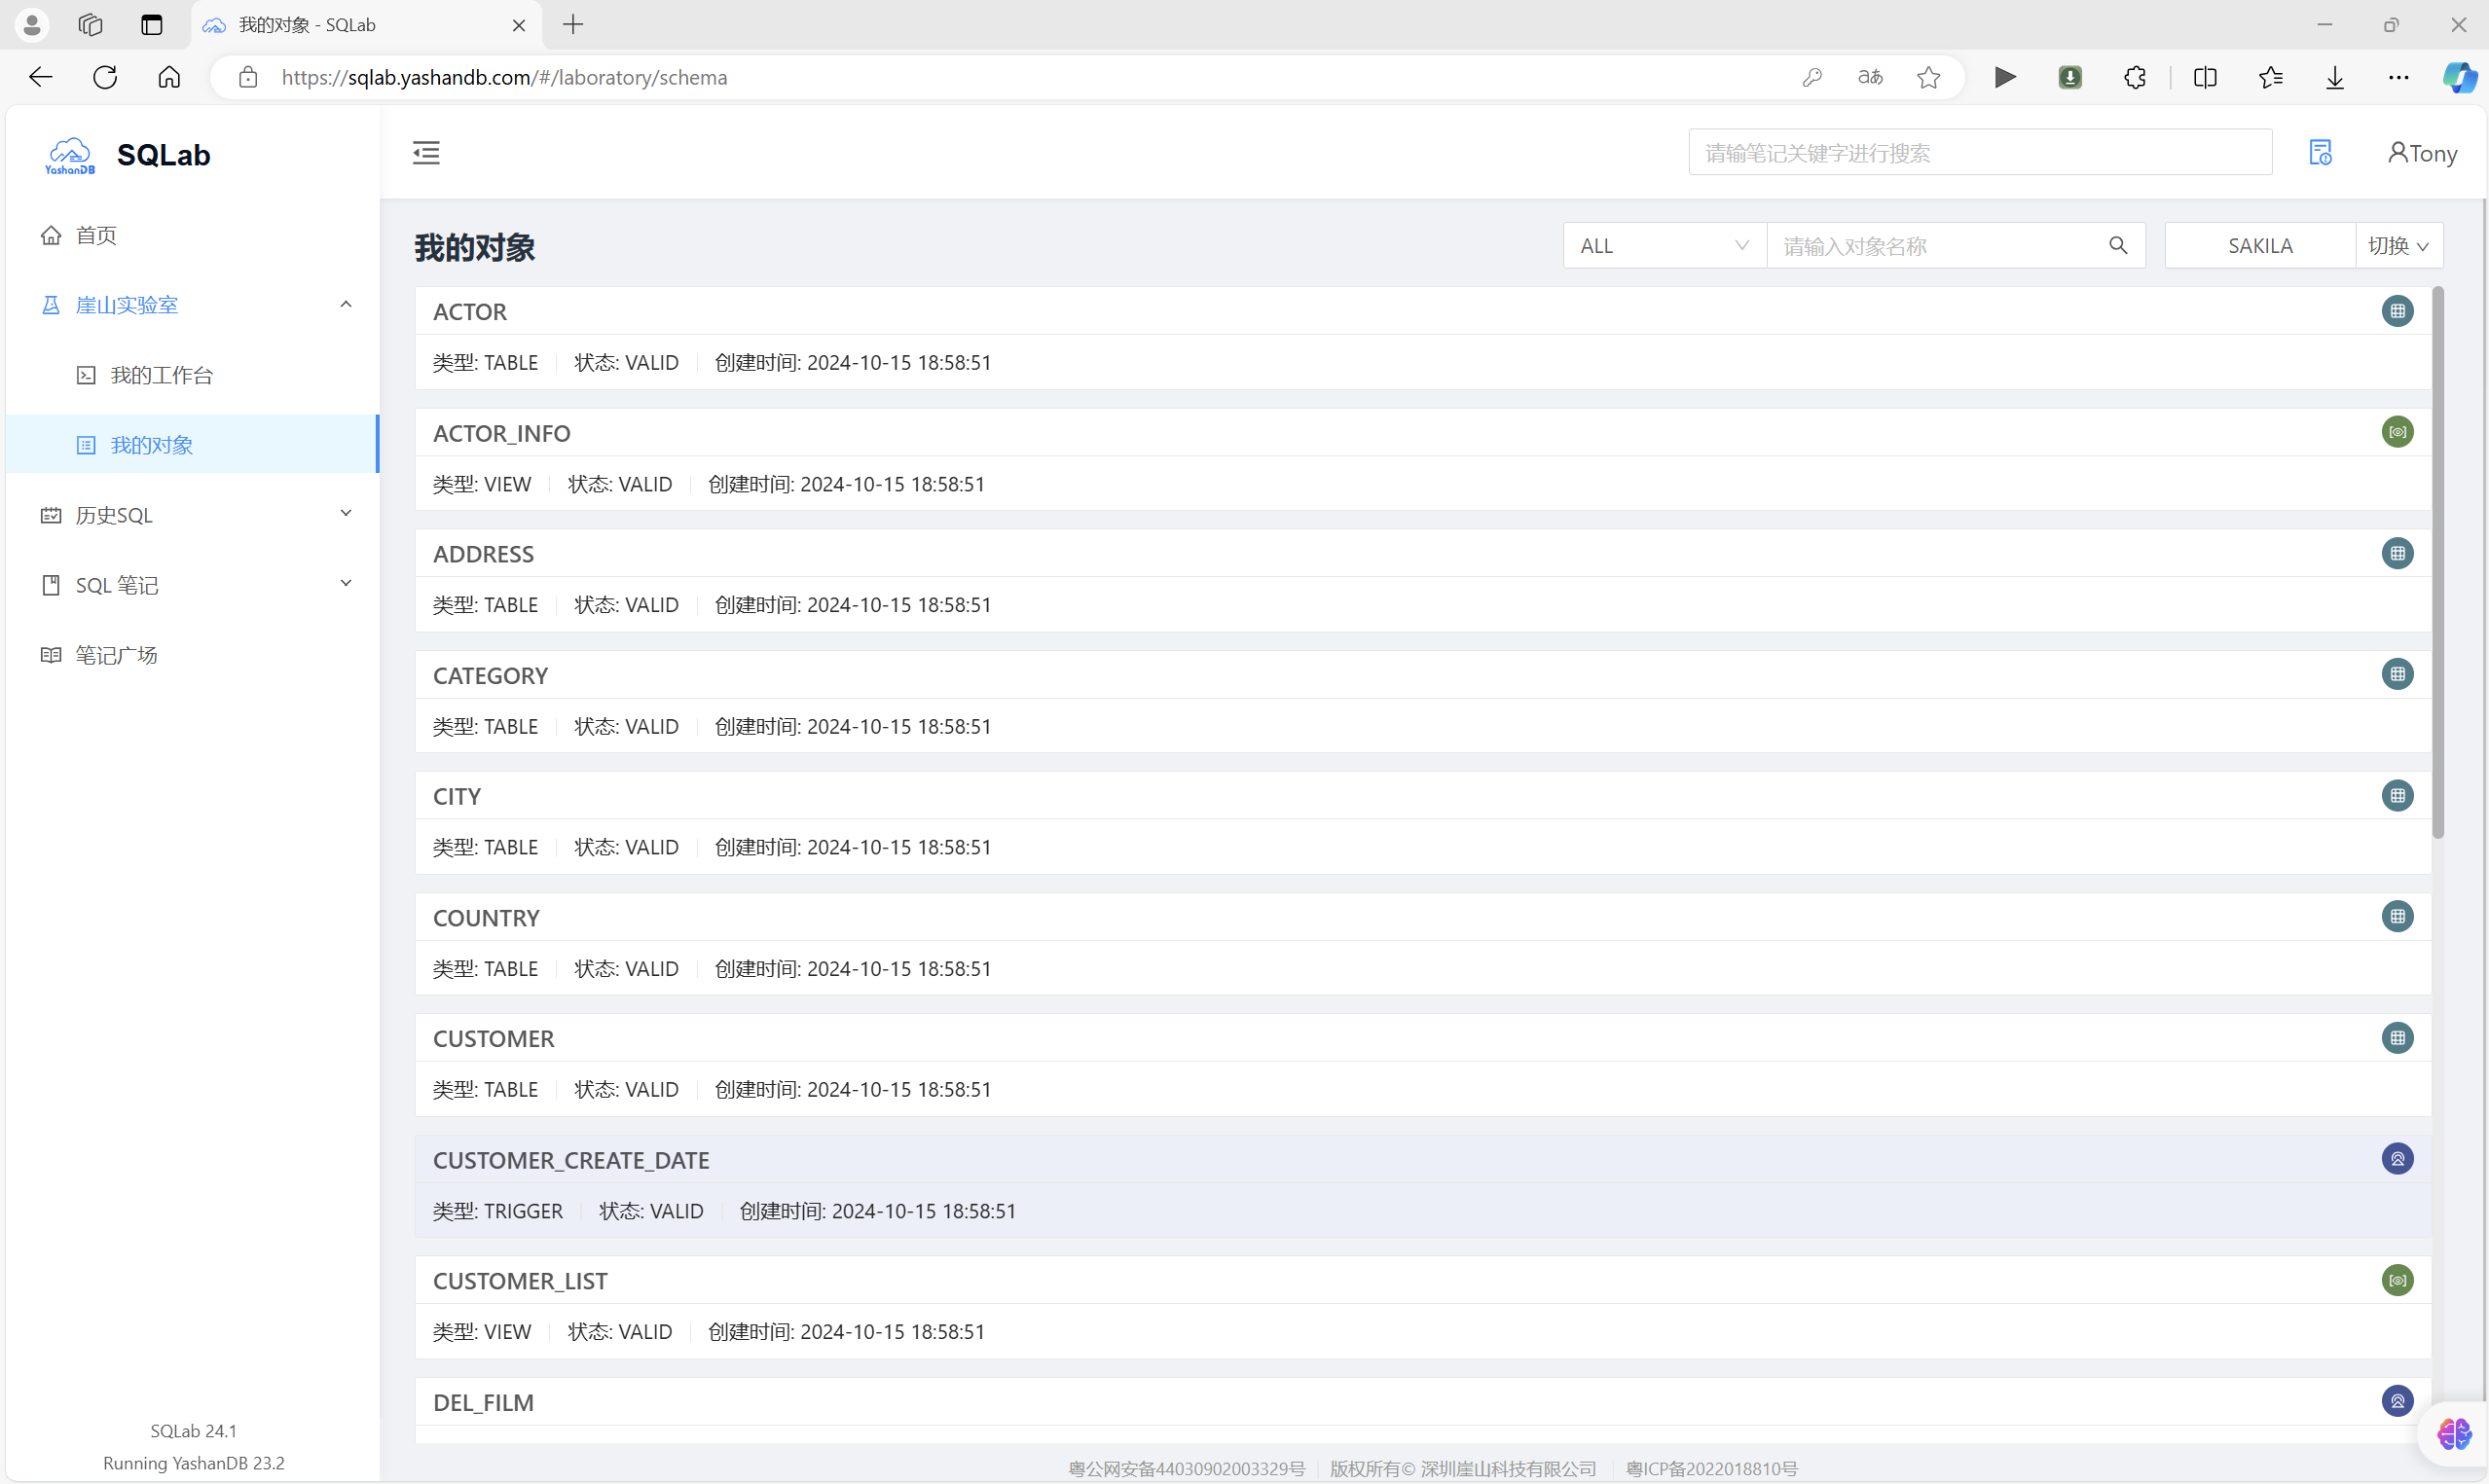 我的对象 - SQLab
https://sqlab.yashandb.com/#/laboratory/schema
aあ
YashanDB
SQLab
请输笔记关键字进行搜索
Tony
首页
崖山实验室
我的工作台
我的对象
历史SQL
SQL 笔记
笔记广场
SQLab 24.1
Running YashanDB 23.2
我的对象
ALL
请输入对象名称
SAKILA
切换
ACTOR
类型: TABLE 状态: VALID 创建时间: 2024-10-15 18:58:51
ACTOR_INFO
类型: VIEW 状态: VALID 创建时间: 2024-10-15 18:58:51
ADDRESS
类型: TABLE 状态: VALID 创建时间: 2024-10-15 18:58:51
CATEGORY
类型: TABLE 状态: VALID 创建时间: 2024-10-15 18:58:51
CITY
类型: TABLE 状态: VALID 创建时间: 2024-10-15 18:58:51
COUNTRY
类型: TABLE 状态: VALID 创建时间: 2024-10-15 18:58:51
CUSTOMER
类型: TABLE 状态: VALID 创建时间: 2024-10-15 18:58:51
CUSTOMER_CREATE_DATE
类型: TRIGGER 状态: VALID 创建时间: 2024-10-15 18:58:51
CUSTOMER_LIST
类型: VIEW 状态: VALID 创建时间: 2024-10-15 18:58:51
DEL_FILM
粤公网安备44030902003329号 版权所有© 深圳崖山科技有限公司 粤ICP备2022018810号